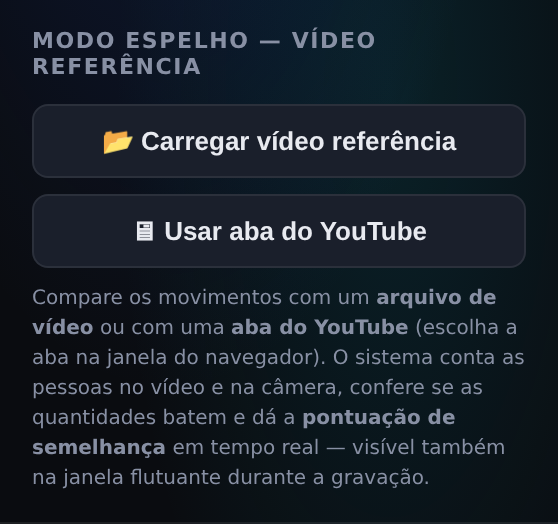 MODO ESPELHO — VÍDEO
REFERÊNCIA
📂 Carregar vídeo referência
🖥 Usar aba do YouTube
Compare os movimentos com um arquivo de
vídeo ou com uma aba do YouTube (escolha a
aba na janela do navegador). O sistema conta as
pessoas no vídeo e na câmera, confere se as
quantidades batem e dá a pontuação de
semelhança em tempo real — visível também
na janela flutuante durante a gravação.